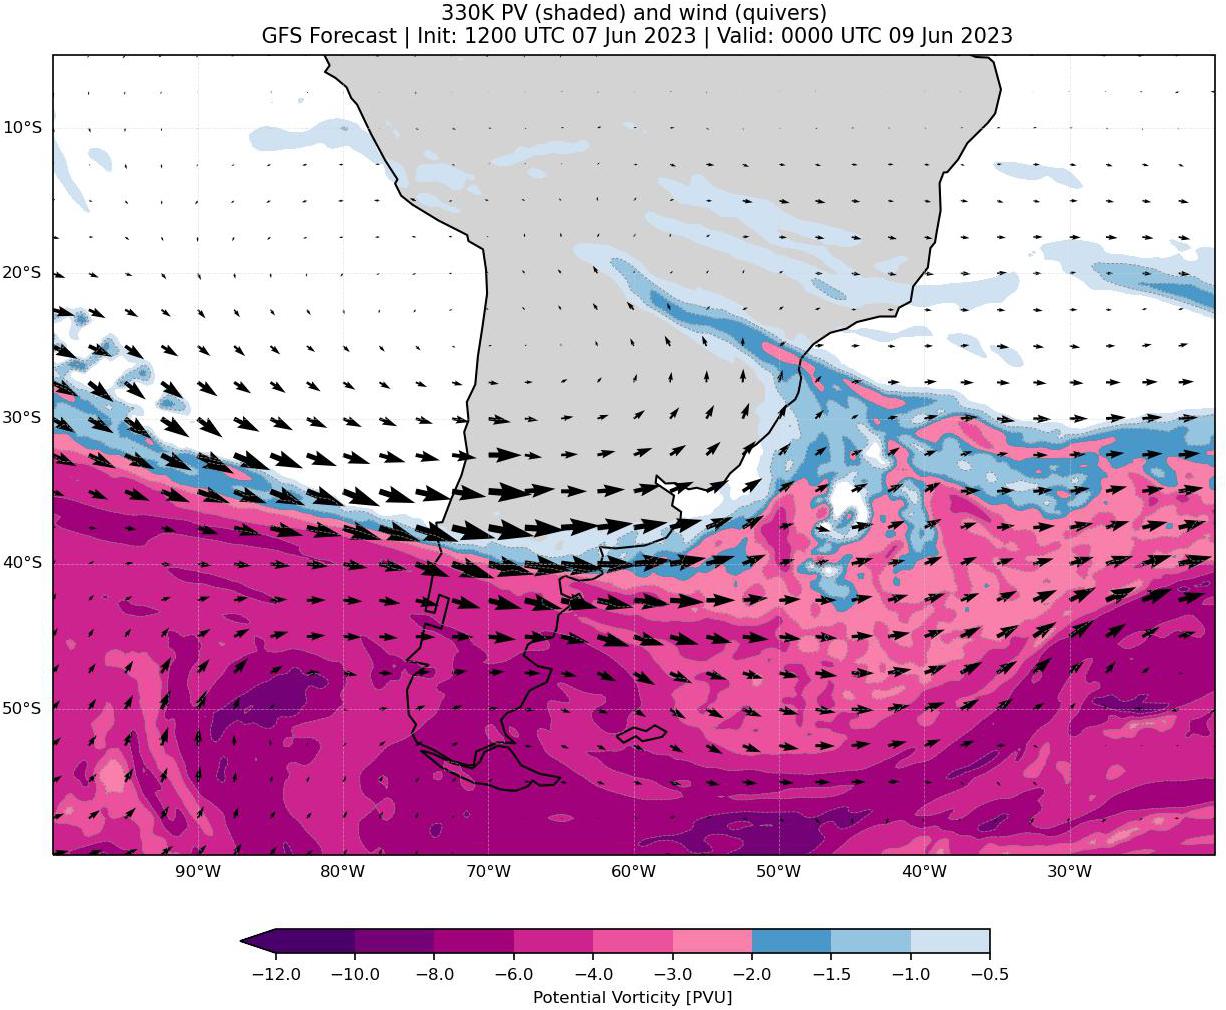 330K PV (shaded) and wind (quivers)
GFS Forecast | Init: 1200 UTC 07 Jun 2023 | Valid: 0000 UTC 09 Jun 2023
10°S
20°S
30°S
40°S
50°S
90°W 80°W 70°W 60°W 50°W 40°W 30°W
−12.0 −10.0 −8.0 −6.0 −4.0 −3.0 −2.0 −1.5 −1.0 −0.5
Potential Vorticity [PVU]